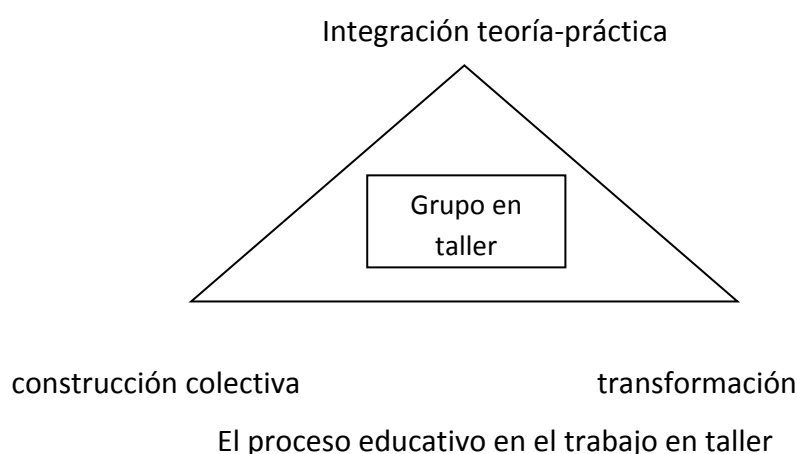 Integración teoría-práctica
Grupo en
taller
construcción colectiva
transformación
El proceso educativo en el trabajo en taller